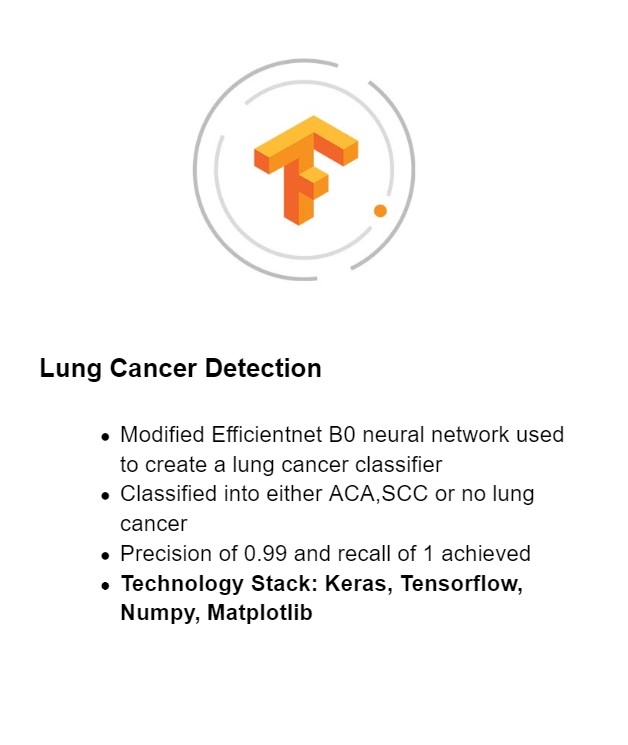 Lung Cancer Detection
• Modified Efficientnet B0 neural network used
to create a lung cancer classifier
• Classified into either ACA,SCC or no lung
cancer
• Precision of 0.99 and recall of 1 achieved
• Technology Stack: Keras, Tensorflow,
Numpy, Matplotlib